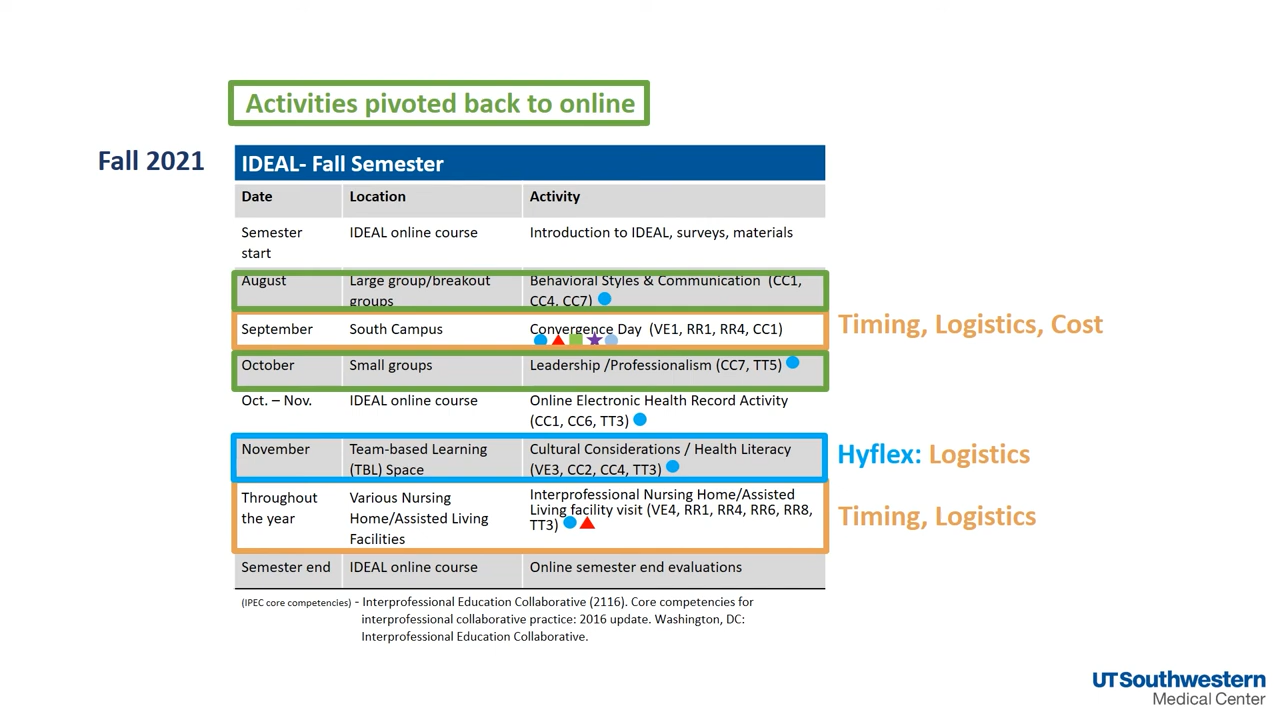 Activities pivoted back to online
Fall 2021
IDEAL- Fall Semester
Date Location Activity
Semester start IDEAL online course Introduction to IDEAL, surveys, materials
August Large group/breakout groups Behavioral Styles & Communication (CC1, CC4, CC7)
September South Campus Convergence Day (VE1, RR1, RR4, CC1)
Timing, Logistics, Cost
October Small groups Leadership /Professionalism (CC7, TT5)
Oct. – Nov. IDEAL online course Online Electronic Health Record Activity (CC1, CC6, TT3)
November Team-based Learning (TBL) Space Cultural Considerations / Health Literacy (VE3, CC2, CC4, TT3)
Hyflex: Logistics
Throughout the year Various Nursing Home/Assisted Living Facilities Interprofessional Nursing Home/Assisted Living facility visit (VE4, RR1, RR4, RR6, RR8, TT3)
Timing, Logistics
Semester end IDEAL online course Online semester end evaluations
(IPEC core competencies) - Interprofessional Education Collaborative (2116). Core competencies for
interprofessional collaborative practice: 2016 update. Washington, DC:
Interprofessional Education Collaborative.
UTSouthwestern
Medical Center